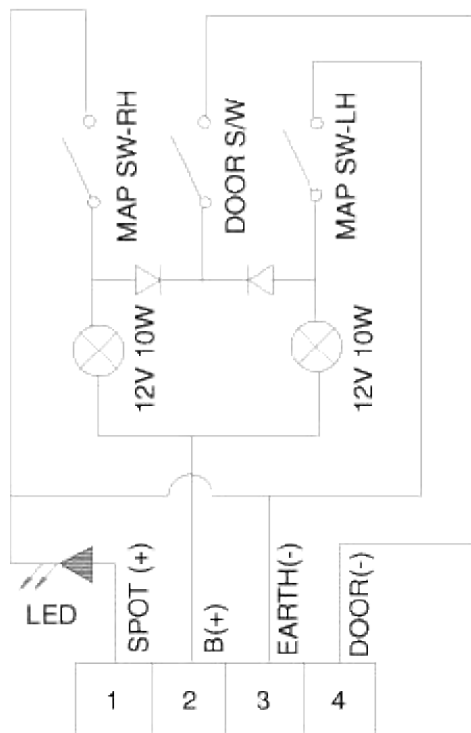 MAP SW-RH
DOOR S/W
MAP SW-LH
12V 10W
12V 10W
LED
SPOT (+)
B(+)
EARTH(-)
DOOR(-)
1
2
3
4